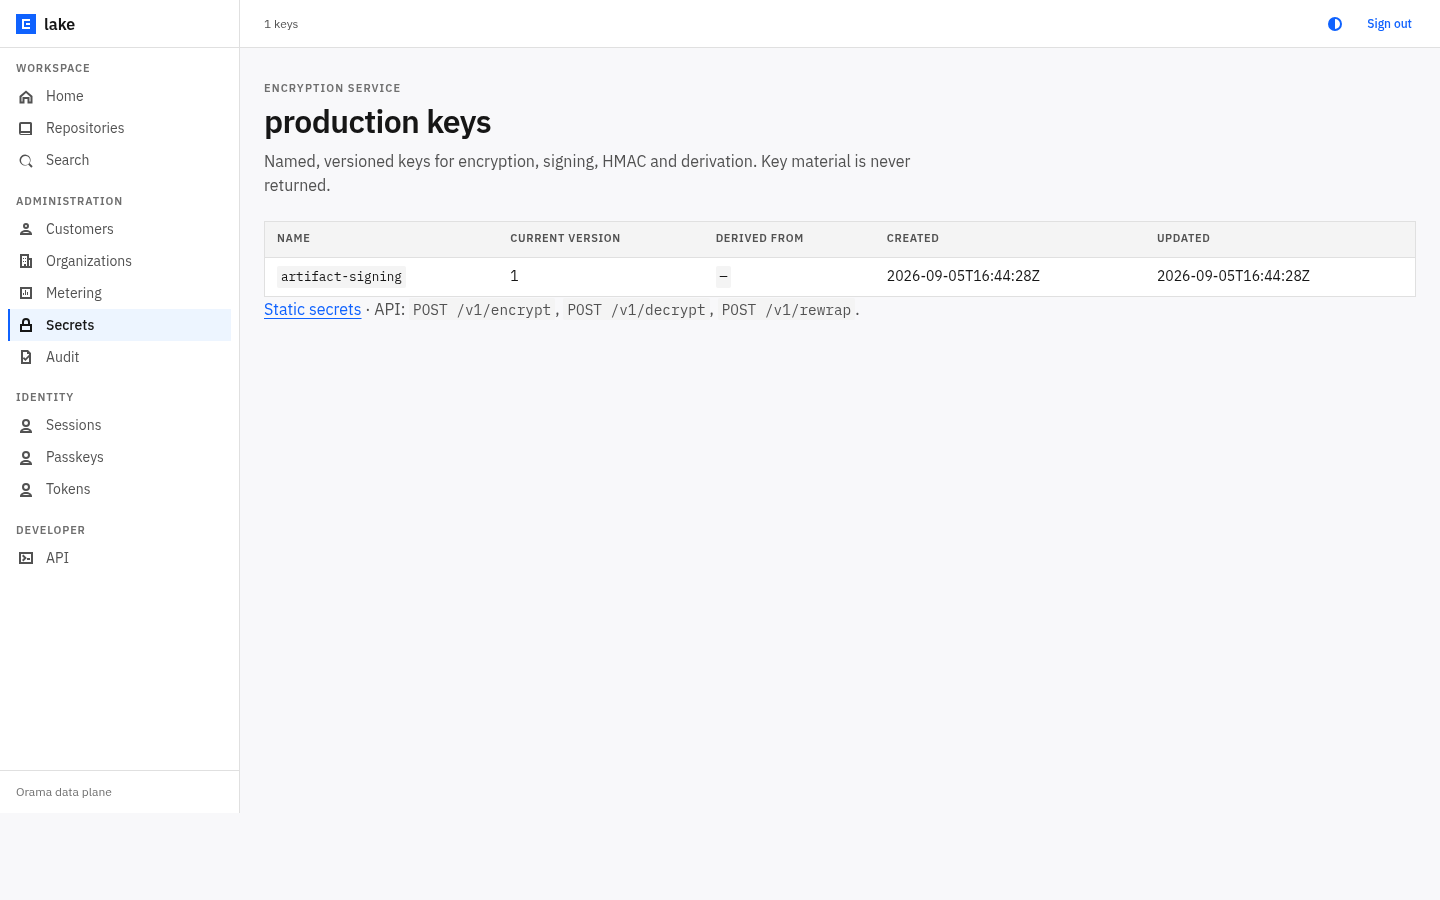 lake
1 keys
Sign out
WORKSPACE
Home
Repositories
Search
ADMINISTRATION
Customers
Organizations
Metering
Secrets
Audit
IDENTITY
Sessions
Passkeys
Tokens
DEVELOPER
API
Orama data plane
ENCRYPTION SERVICE
production keys
Named, versioned keys for encryption, signing, HMAC and derivation. Key material is never
returned.
NAME CURRENT VERSION DERIVED FROM CREATED UPDATED
artifact-signing 1 — 2026-09-05T16:44:28Z 2026-09-05T16:44:28Z
Static secrets · API: POST /v1/encrypt, POST /v1/decrypt, POST /v1/rewrap.